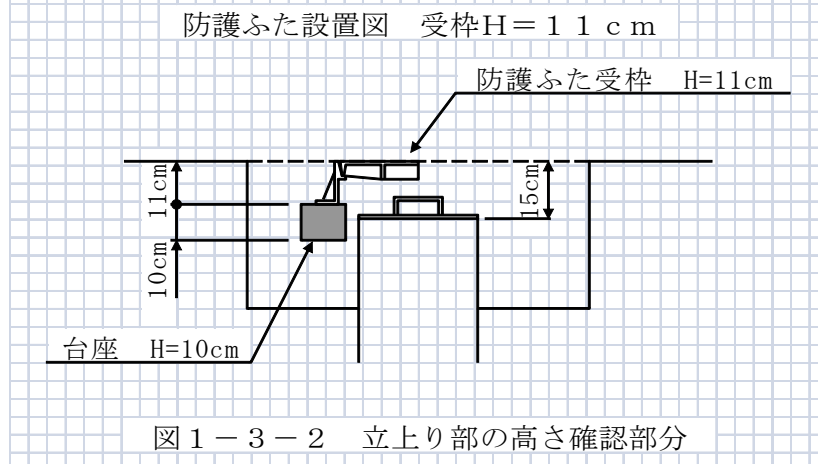 防護ふた設置図　受枠H＝１１ｃｍ
防護ふた受枠　H=11cm
11cm
15cm
10cm
台座　H=10cm
図１－３－２　立上り部の高さ確認部分